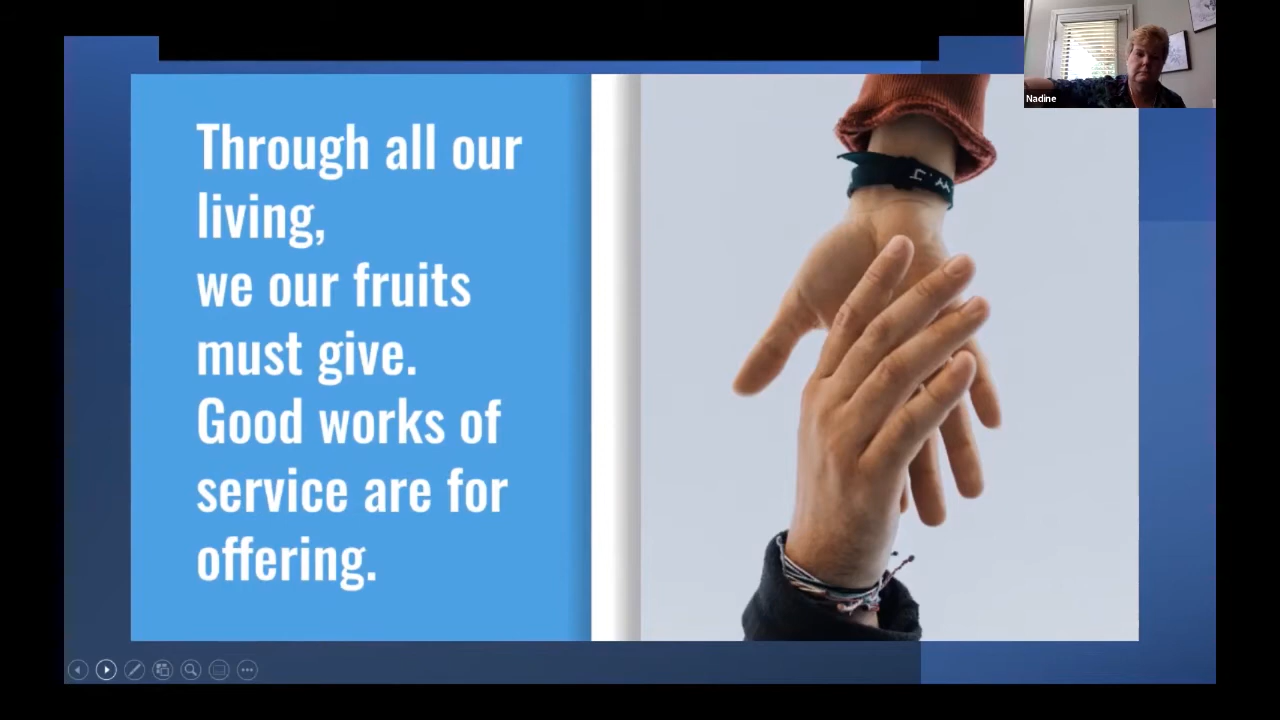 Through all our
living,
we our fruits
must give.
Good works of
service are for
offering.
Nadine